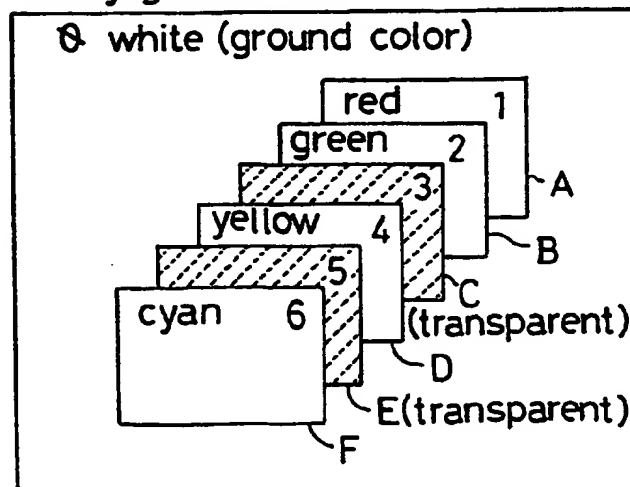 0 white (ground color)
red 1
green 2
3
A
yellow 4
B
5
C
cyan 6
(transparent)
D
E(transparent)
F